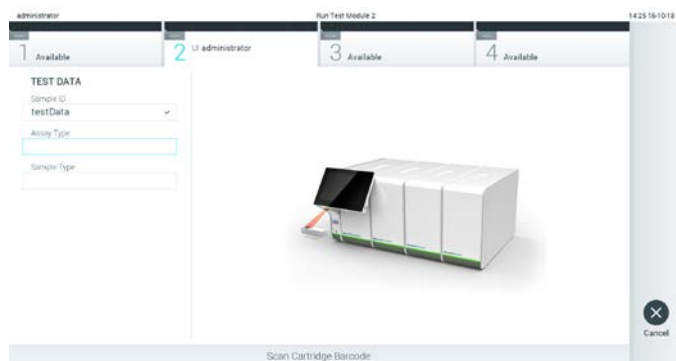 administrator
Run Test Module 2
14:25 16-10-18
1 Available
2 UI administrator
3 Available
4 Available
TEST DATA
Sample ID
testData
Assay Type
Sample Type
Cancel
Scan Cartridge Barcode